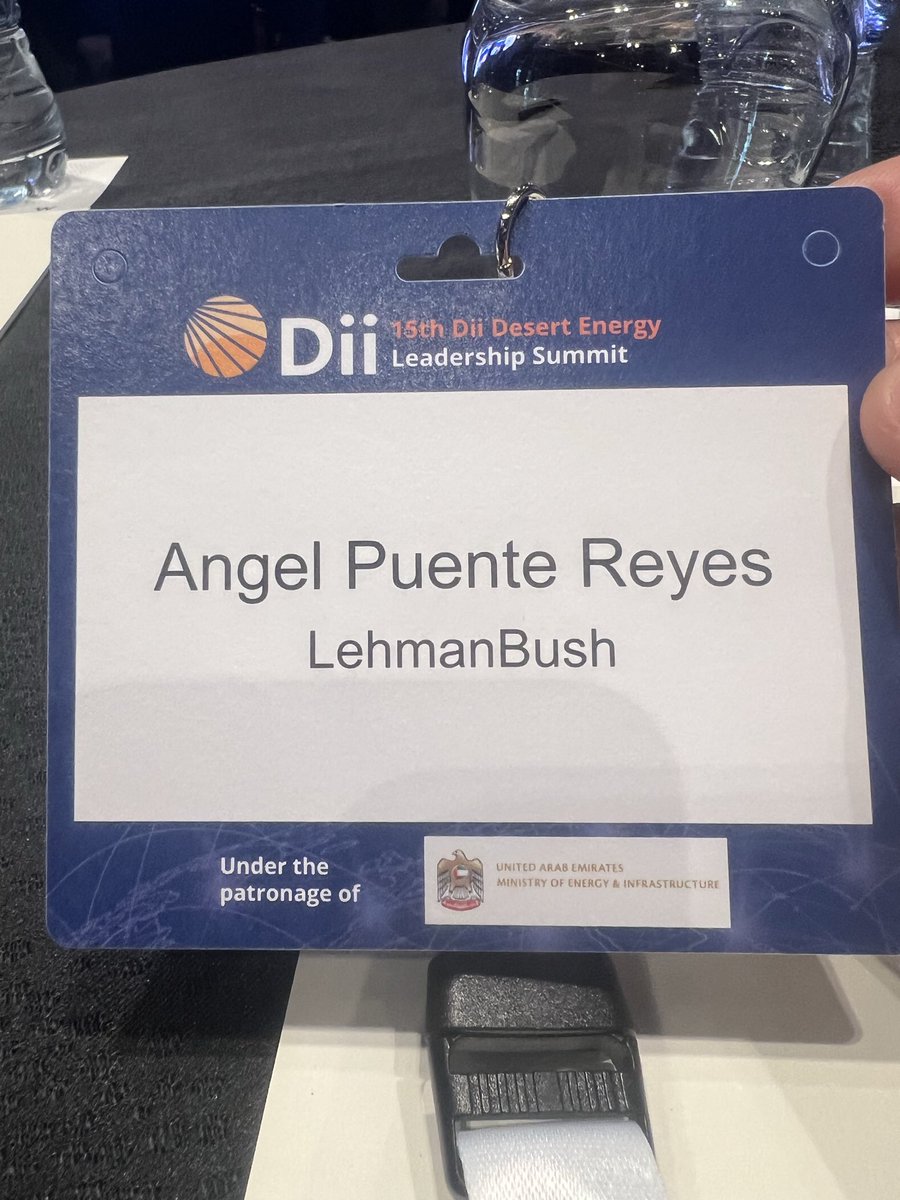 Dii
15th Dii Desert Energy
Leadership Summit
Angel Puente Reyes
LehmanBush
Under the
patronage of
UNITED ARAB EMIRATES
MINISTRY OF ENERGY & INFRASTRUCTURE